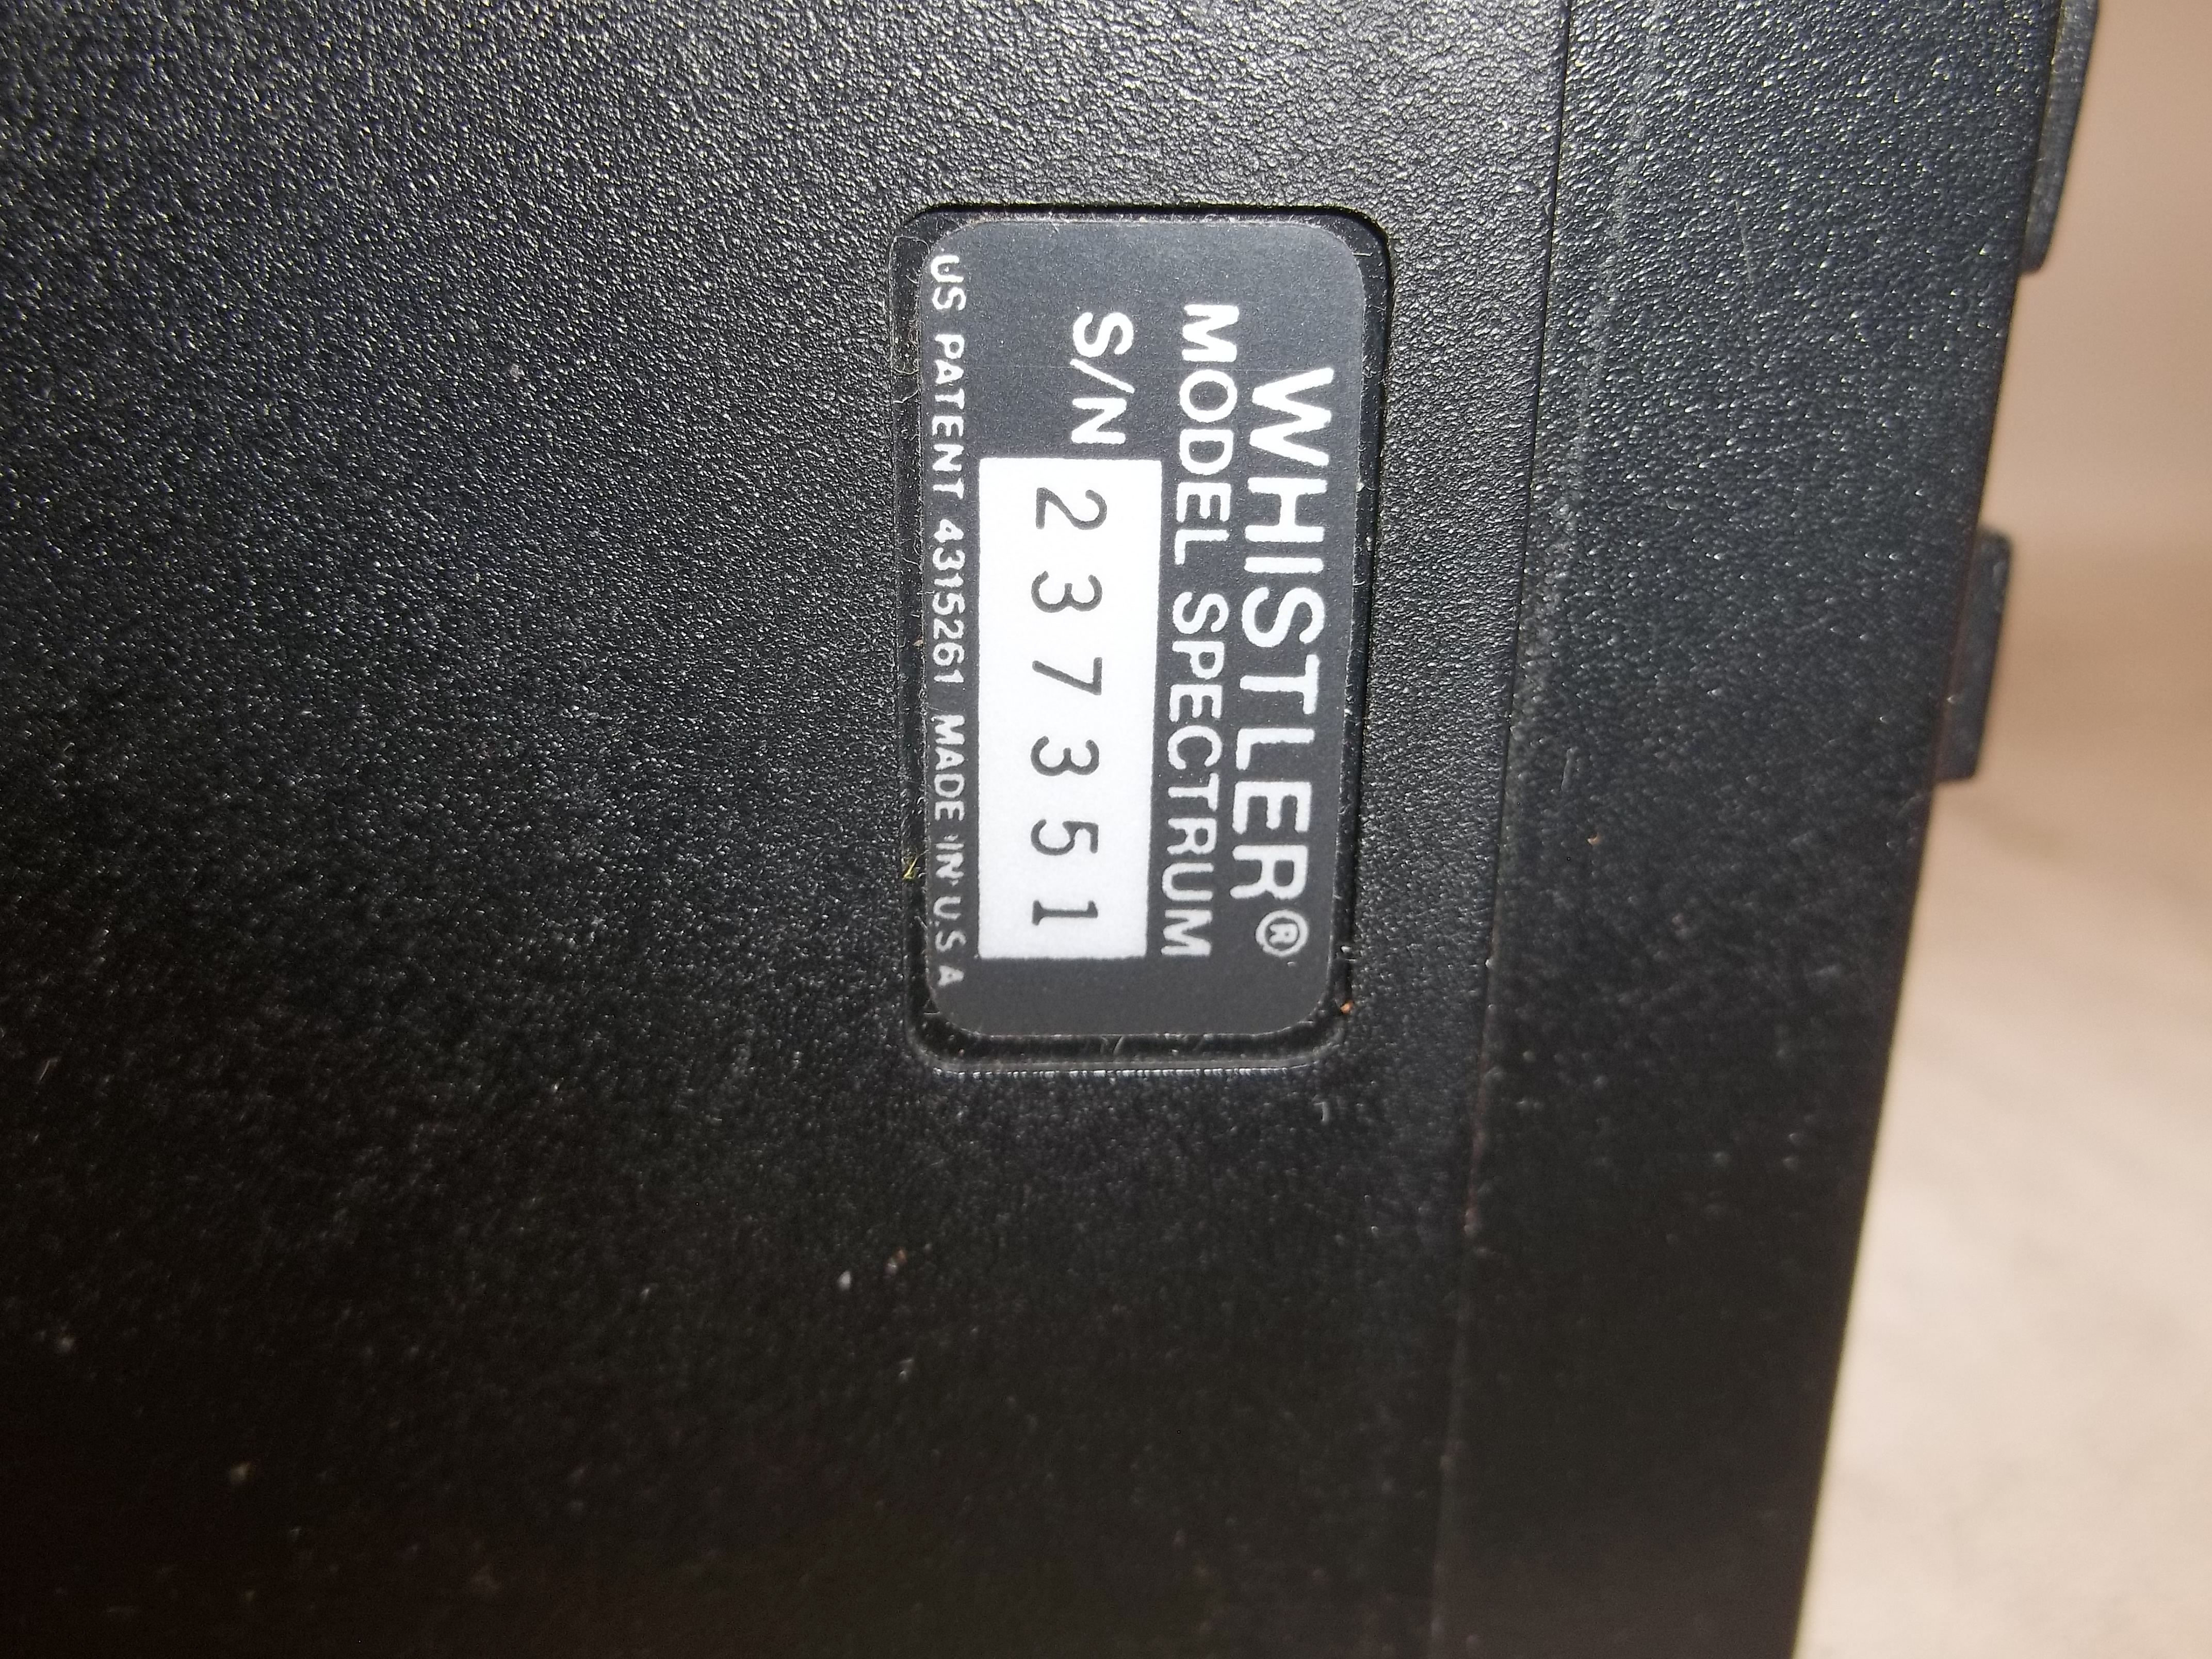 WHISTLER®
MODEL SPECTRUM
S/N 237351
US PATENT 4315261 MADE IN U.S.A